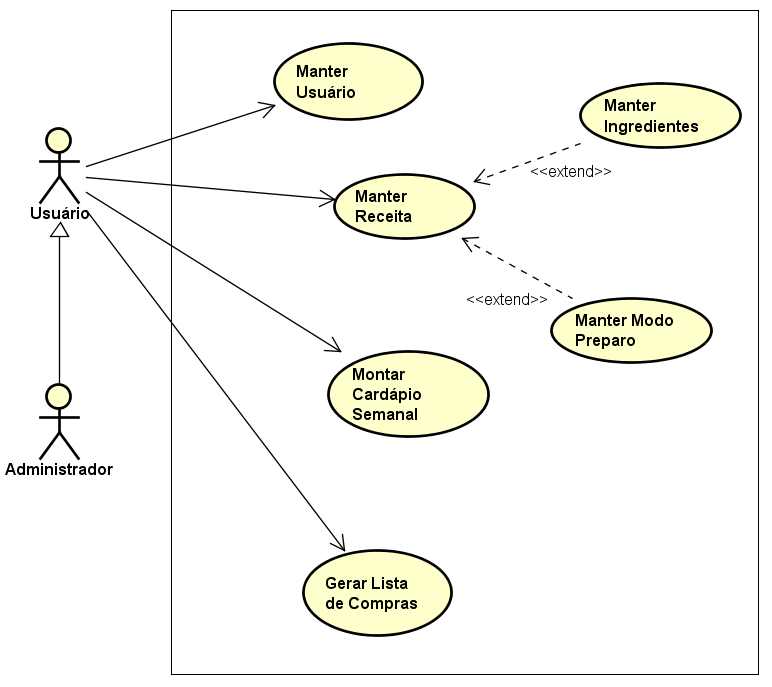 Manter
Usuário
Manter
Ingredientes
<<extend>>
Manter
Receita
Usuário
<<extend>>
Manter Modo
Preparo
Montar
Cardápio
Semanal
Administrador
Gerar Lista
de Compras